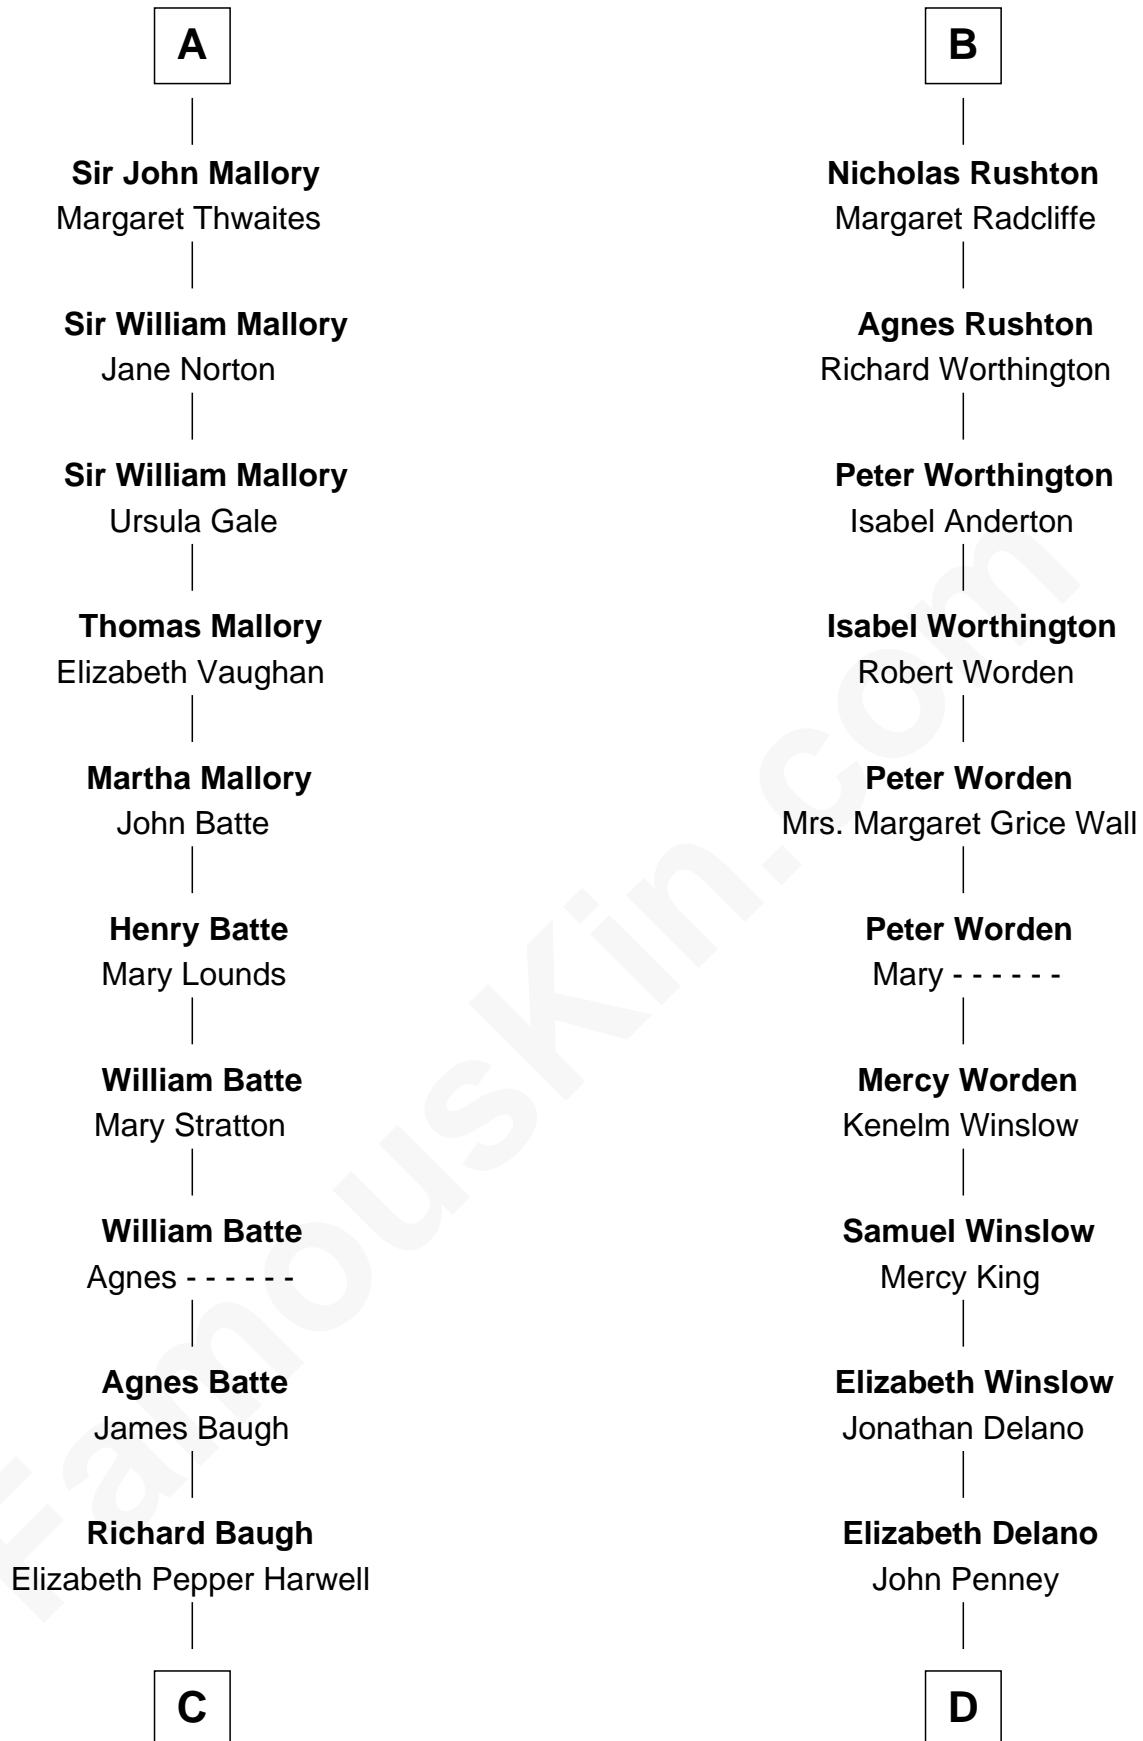 A
Sir John Mallory
Margaret Thwaites
Sir William Mallory
Jane Norton
Sir William Mallory
Ursula Gale
Thomas Mallory
Elizabeth Vaughan
Martha Mallory
John Batte
Henry Batte
Mary Lounds
William Batte
Mary Stratton
William Batte
Agnes - - - - - -
Agnes Batte
James Baugh
Richard Baugh
Elizabeth Pepper Harwell
C
B
Nicholas Rushton
Margaret Radcliffe
Agnes Rushton
Richard Worthington
Peter Worthington
Isabel Anderton
Isabel Worthington
Robert Worden
Peter Worden
Mrs. Margaret Grice Wall
Peter Worden
Mary - - - - - -
Mercy Worden
Kenelm Winslow
Samuel Winslow
Mercy King
Elizabeth Winslow
Jonathan Delano
Elizabeth Delano
John Penney
D
FamousKin.com